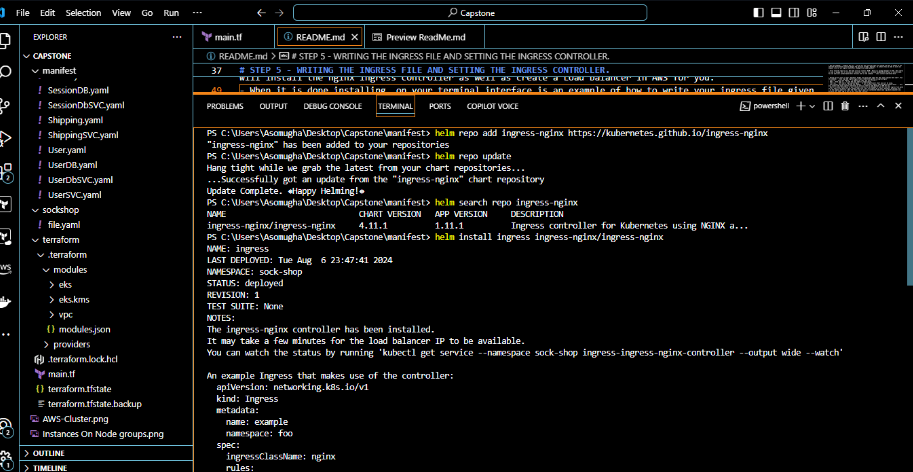 File Edit Selection View Go Run ··· Capstone
EXPLORER ···
CAPSTONE
manifest
SessionDB.yaml
SessionDbSVC.yaml
Shipping.yaml
ShippingSVC.yaml
User.yaml
UserDB.yaml
UserDbSVC.yaml
UserSVC.yaml
sockshop
file.yaml
terraform
.terraform
modules
eks
eks.kms
vpc
modules.json
providers
.terraform.lock.hcl
main.tf
terraform.tfstate
terraform.tfstate.backup
AWS-Cluster.png
Instances On Node groups.png
OUTLINE
TIMELINE
main.tf README.md Preview ReadMe.md
README.md > # STEP 5 - WRITING THE INGRESS FILE AND SETTING THE INGRESS CONTROLLER.
37 # STEP 5 - WRITING THE INGRESS FILE AND SETTING THE INGRESS CONTROLLER.
will install the nginx ingress controller as well as create a Load Balancer in AWS for you.
49 - When it is done installing, on your terminal interface is an example of how to write your ingress file given
PROBLEMS OUTPUT DEBUG CONSOLE TERMINAL PORTS COPILOT VOICE powershell
PS C:\Users\Asomugha\Desktop\Capstone\manifest> helm repo add ingress-nginx https://kubernetes.github.io/ingress-nginx
"ingress-nginx" has been added to your repositories
PS C:\Users\Asomugha\Desktop\Capstone\manifest> helm repo update
Hang tight while we grab the latest from your chart repositories...
...Successfully got an update from the "ingress-nginx" chart repository
Update Complete. ⎈Happy Helming!⎈
PS C:\Users\Asomugha\Desktop\Capstone\manifest> helm search repo ingress-nginx
NAME CHART VERSION APP VERSION DESCRIPTION
ingress-nginx/ingress-nginx 4.11.1 1.11.1 Ingress controller for Kubernetes using NGINX a...
PS C:\Users\Asomugha\Desktop\Capstone\manifest> helm install ingress ingress-nginx/ingress-nginx
NAME: ingress
LAST DEPLOYED: Tue Aug 6 23:47:41 2024
NAMESPACE: sock-shop
STATUS: deployed
REVISION: 1
TEST SUITE: None
NOTES:
The ingress-nginx controller has been installed.
It may take a few minutes for the load balancer IP to be available.
You can watch the status by running 'kubectl get service --namespace sock-shop ingress-ingress-nginx-controller --output wide --watch'
An example Ingress that makes use of the controller:
apiVersion: networking.k8s.io/v1
kind: Ingress
metadata:
name: example
namespace: foo
spec:
ingressClassName: nginx
rules: